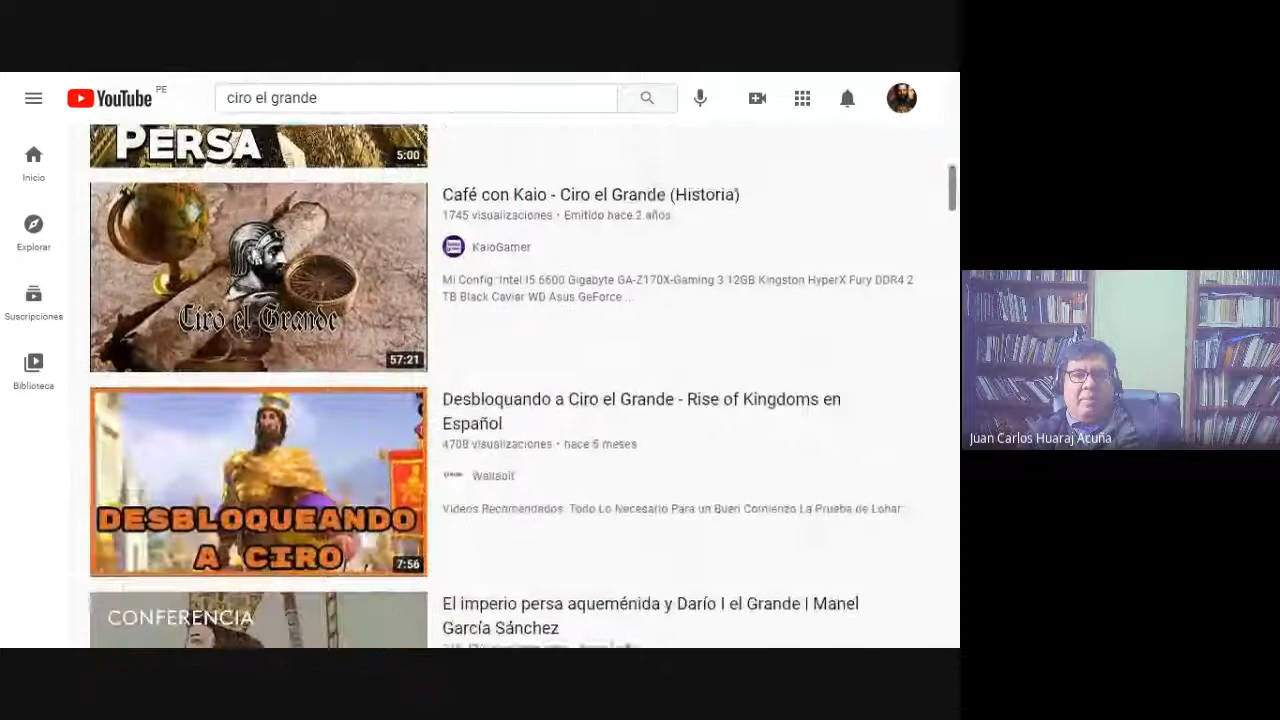 YouTube PE
ciro el grande
Inicio
Explorar
Suscripciones
Biblioteca
PERSA
5:00
Café con Kaio - Ciro el Grande (Historia)
1745 visualizaciones • Emitido hace 2 años
KaioGamer
Mi Config: Intel I5 6600 Gigabyte GA-Z170X-Gaming 3 12GB Kingston HyperX Fury DDR4 2
TB Black Caviar WD Asus GeForce ...
Ciro el Grande
57:21
Desbloquando a Ciro el Grande - Rise of Kingdoms en
Español
4708 visualizaciones • hace 5 meses
Videos Recomendados: Todo Lo Necesario Para un Buen Comienzo La Prueba de Lohar
DESBLOQUEANDO
A CIRO
7:56
CONFERENCIA
El imperio persa aqueménida y Darío I el Grande | Manel
García Sánchez
Juan Carlos Huaraj Acuña